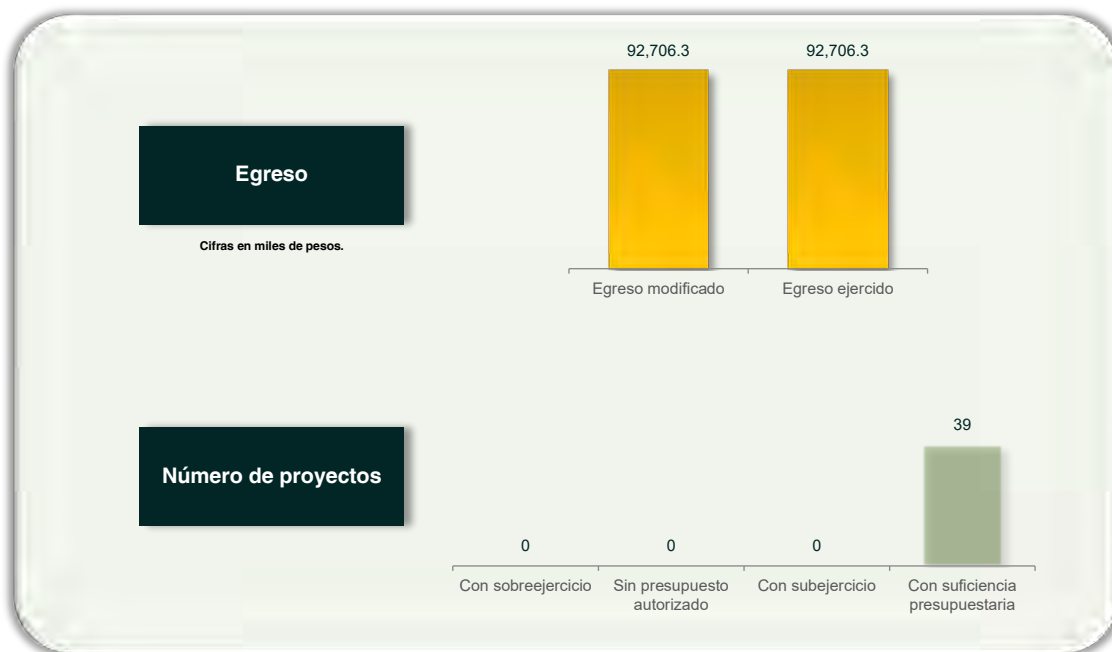 92,706.3
92,706.3
Egreso
Cifras en miles de pesos.
Egreso modificado
Egreso ejercido
Número de proyectos
39
0
0
0
Con sobreejercicio
Sin presupuesto
autorizado
Con subejercicio
Con suficiencia
presupuestaria